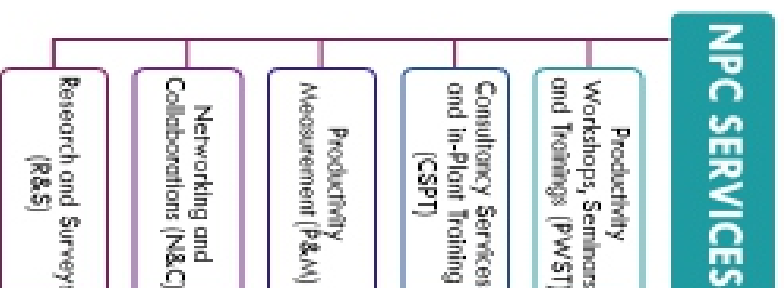 NPC SERVICES
Productivity
Workshops, Seminars
and Trainings (PWST)
Consultancy Services
and in-Plant Training
(CSPT)
Productivity
Measurement (P&M)
Networking and
Collaborations (N&C)
Research and Surveys
(R&S)